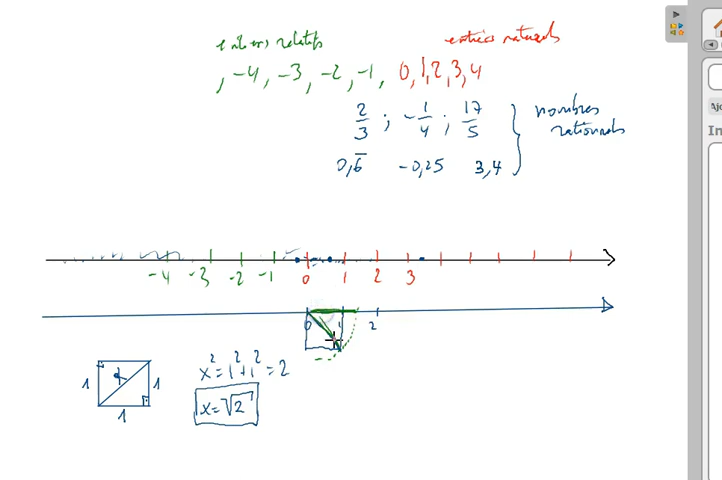 entiers relatifs entiers naturels
, -4, -3, -2, -1, 0, 1, 2, 3, 4
2/3 ; -1/4 ; 17/5 nombres rationnels
0,6̅ -0,25 3,4
-4 -3 -2 -1 0 1 2 3
0 1 2
1 x 1
1
x² = 1² + 1² = 2
x = √2